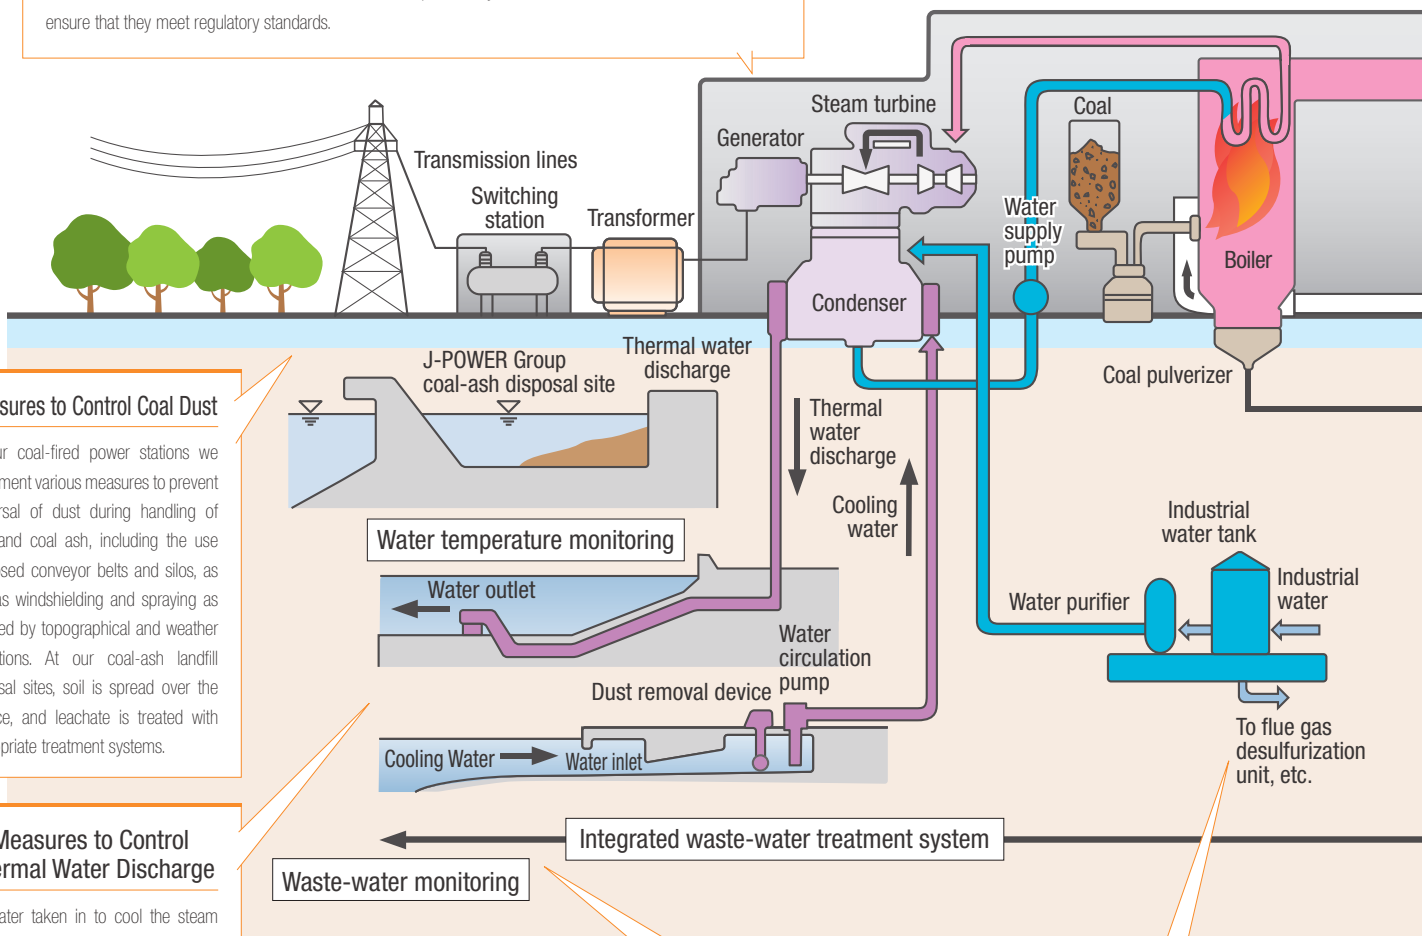 ensure that they meet regulatory standards.
Steam turbine
Coal
Generator
Transmission lines
Switching
station
Transformer
Water
supply
pump
Boiler
Condenser
J-POWER Group
coal-ash disposal site
Thermal water
discharge
Coal pulverizer
sures to Control Coal Dust
ur coal-fired power stations we
ment various measures to prevent
rsal of dust during handling of
and coal ash, including the use
sed conveyor belts and silos, as
as windshielding and spraying as
ed by topographical and weather
tions. At our coal-ash landfill
sal sites, soil is spread over the
ce, and leachate is treated with
priate treatment systems.
Thermal
water
discharge
Cooling
water
Water temperature monitoring
Water outlet
Industrial
water tank
Industrial
water
Water purifier
Water
circulation
pump
Dust removal device
Cooling Water
Water inlet
To flue gas
desulfurization
unit, etc.
Integrated waste-water treatment system
Waste-water monitoring
Measures to Control
ermal Water Discharge
ater taken in to cool the steam